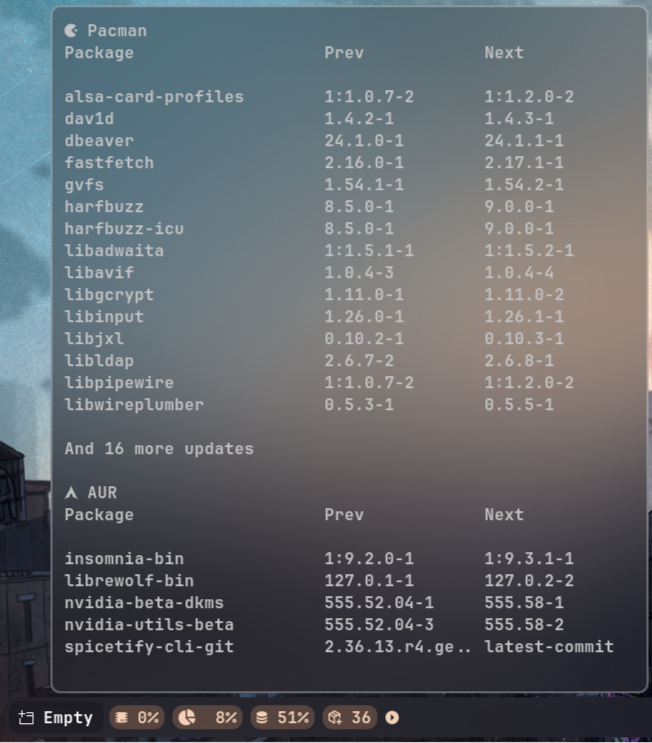 Pacman
Package Prev Next
alsa-card-profiles 1:1.0.7-2 1:1.2.0-2
dav1d 1.4.2-1 1.4.3-1
dbeaver 24.1.0-1 24.1.1-1
fastfetch 2.16.0-1 2.17.1-1
gvfs 1.54.1-1 1.54.2-1
harfbuzz 8.5.0-1 9.0.0-1
harfbuzz-icu 8.5.0-1 9.0.0-1
libadwaita 1:1.5.1-1 1:1.5.2-1
libavif 1.0.4-3 1.0.4-4
libgcrypt 1.11.0-1 1.11.0-2
libinput 1.26.0-1 1.26.1-1
libjxl 0.10.2-1 0.10.3-1
libldap 2.6.7-2 2.6.8-1
libpipewire 1:1.0.7-2 1:1.2.0-2
libwireplumber 0.5.3-1 0.5.5-1
And 16 more updates
AUR
Package Prev Next
insomnia-bin 1:9.2.0-1 1:9.3.1-1
librewolf-bin 127.0.1-1 127.0.2-2
nvidia-beta-dkms 555.52.04-1 555.58-1
nvidia-utils-beta 555.52.04-3 555.58-2
spicetify-cli-git 2.36.13.r4.ge.. latest-commit
Empty 0% 8% 51% 36